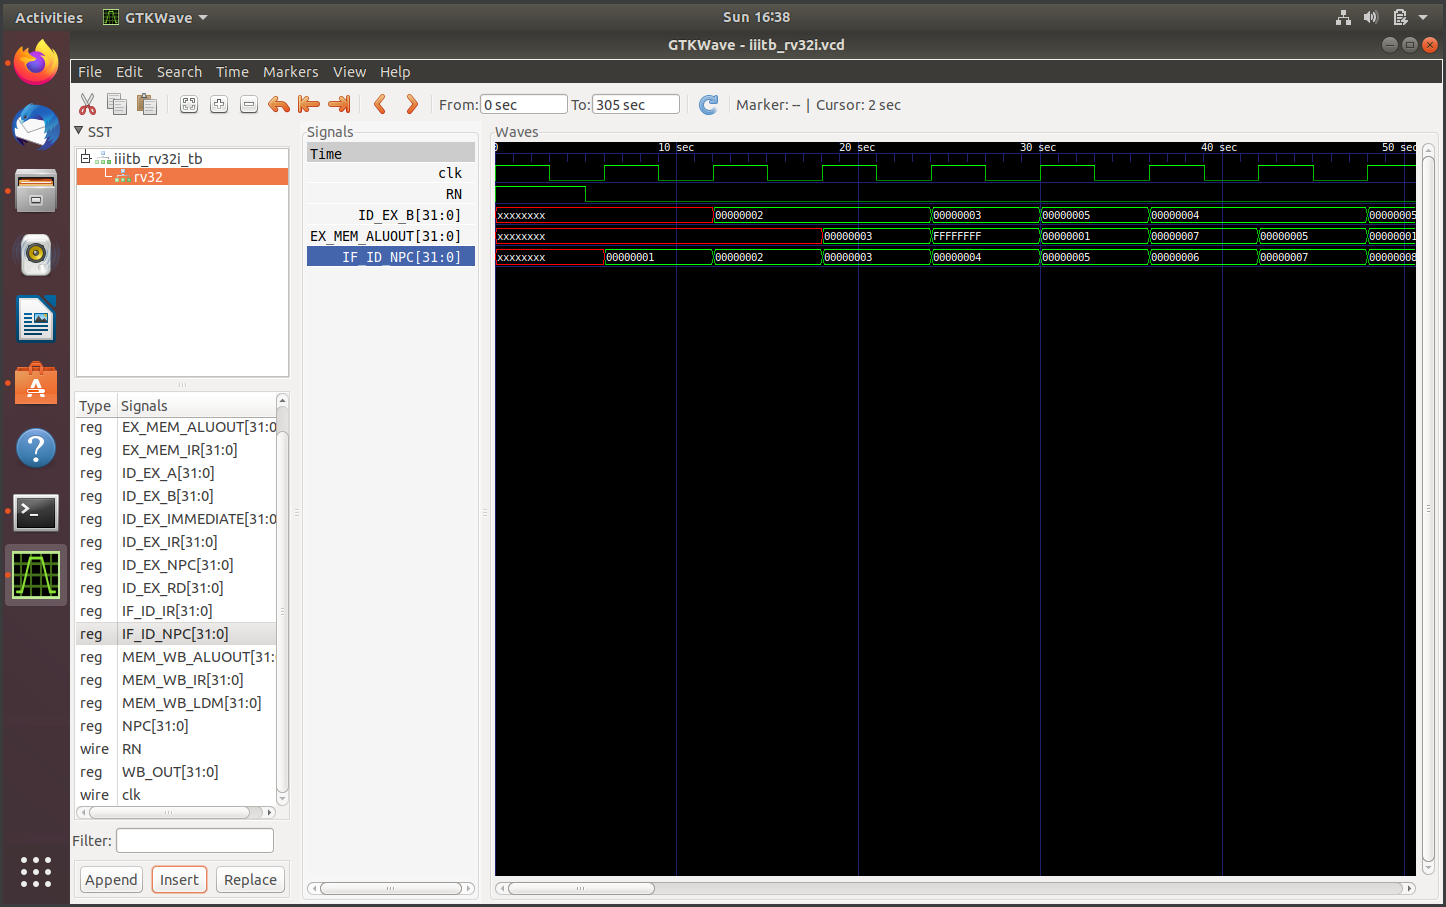 Activities GTKWave Sun 16:38
GTKWave - iiitb_rv32i.vcd
File Edit Search Time Markers View Help
From: 0 sec To: 305 sec Marker: -- | Cursor: 2 sec
SST
iiitb_rv32i_tb
rv32
Type Signals
reg EX_MEM_ALUOUT[31:0
reg EX_MEM_IR[31:0]
reg ID_EX_A[31:0]
reg ID_EX_B[31:0]
reg ID_EX_IMMEDIATE[31:0
reg ID_EX_IR[31:0]
reg ID_EX_NPC[31:0]
reg ID_EX_RD[31:0]
reg IF_ID_IR[31:0]
reg IF_ID_NPC[31:0]
reg MEM_WB_ALUOUT[31:
reg MEM_WB_IR[31:0]
reg MEM_WB_LDM[31:0]
reg NPC[31:0]
wire RN
reg WB_OUT[31:0]
wire clk
Filter:
Append Insert Replace
Signals
Time
clk
RN
ID_EX_B[31:0]
EX_MEM_ALUOUT[31:0]
IF_ID_NPC[31:0]
Waves
0 10 sec 20 sec 30 sec 40 sec 50 sec
xxxxxxxx 00000002 00000003 00000005 00000004 00000005
xxxxxxxx 00000003 FFFFFFFF 00000001 00000007 00000005 00000001
xxxxxxxx 00000001 00000002 00000003 00000004 00000005 00000006 00000007 00000008